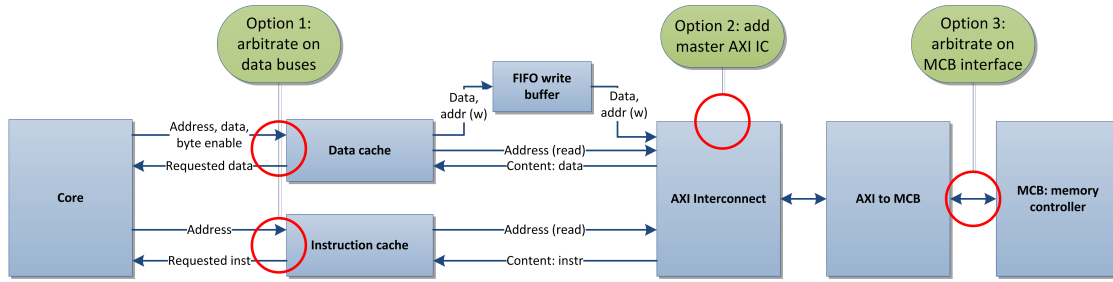 Option 1:
arbitrate on
data buses
Option 2: add
master AXI IC
Option 3:
arbitrate on
MCB interface
FIFO write
buffer
Data,
addr (w)
Data,
addr (w)
Core
Address, data,
byte enable
Requested data
Data cache
Address (read)
Content: data
Address
Requested inst
Instruction cache
Address (read)
Content: instr
AXI Interconnect
AXI to MCB
MCB: memory
controller